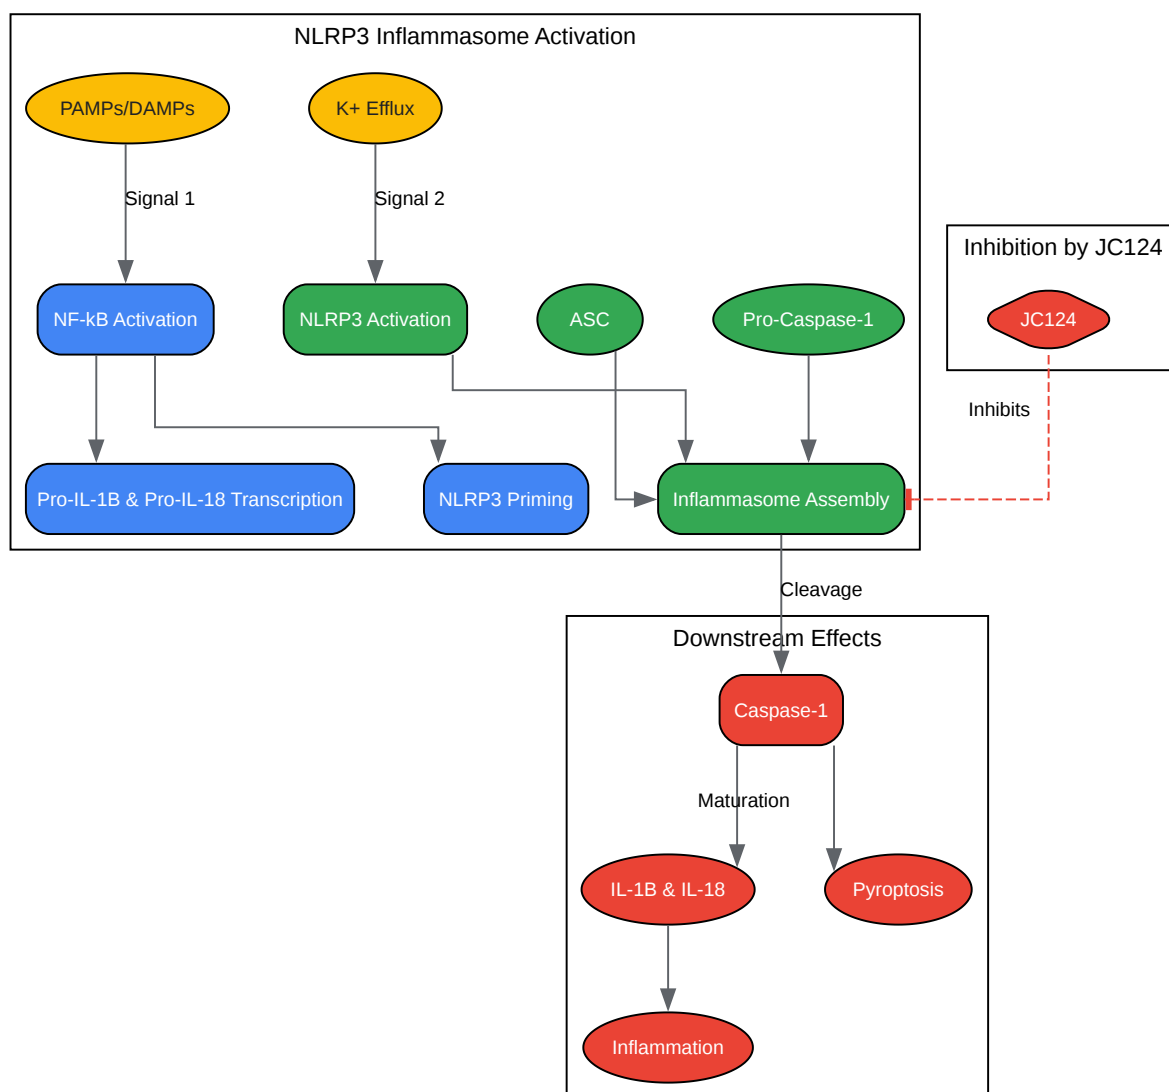 NLRP3 Inflammasome Activation
PAMPs/DAMPs
K+ Efflux
Signal 1
Signal 2
Inhibition by JC124
NF-kB Activation
NLRP3 Activation
ASC
Pro-Caspase-1
JC124
Inhibits
Pro-IL-1B & Pro-IL-18 Transcription
NLRP3 Priming
Inflammasome Assembly
Cleavage
Downstream Effects
Caspase-1
Maturation
IL-1B & IL-18
Pyroptosis
Inflammation